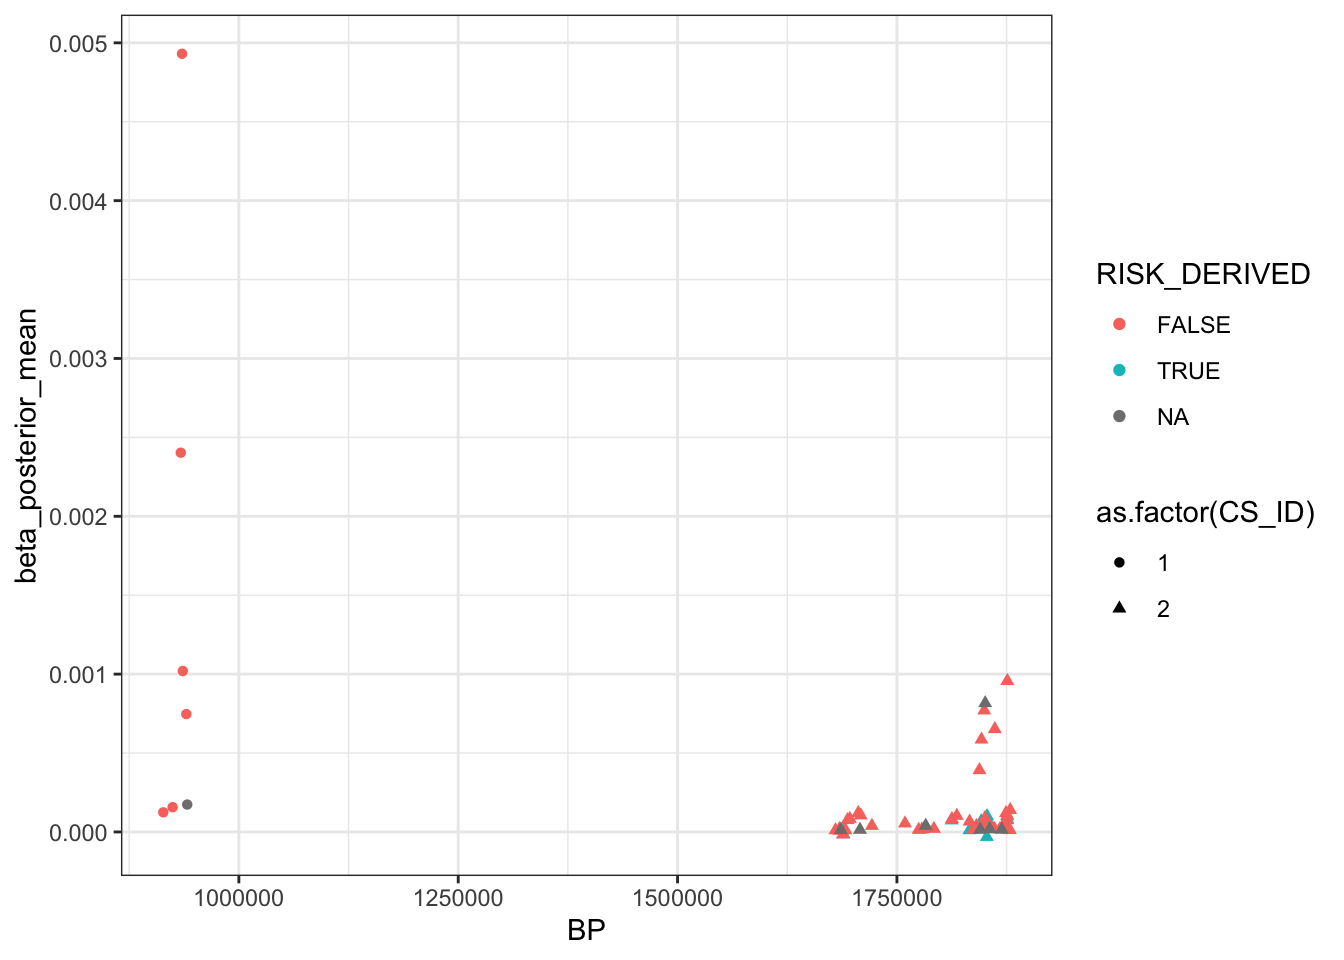 0.005
0.004
0.003
0.002
0.001
0.000
beta_posterior_mean
1000000
1250000
1500000
1750000
BP
RISK_DERIVED
FALSE
TRUE
NA
as.factor(CS_ID)
1
2